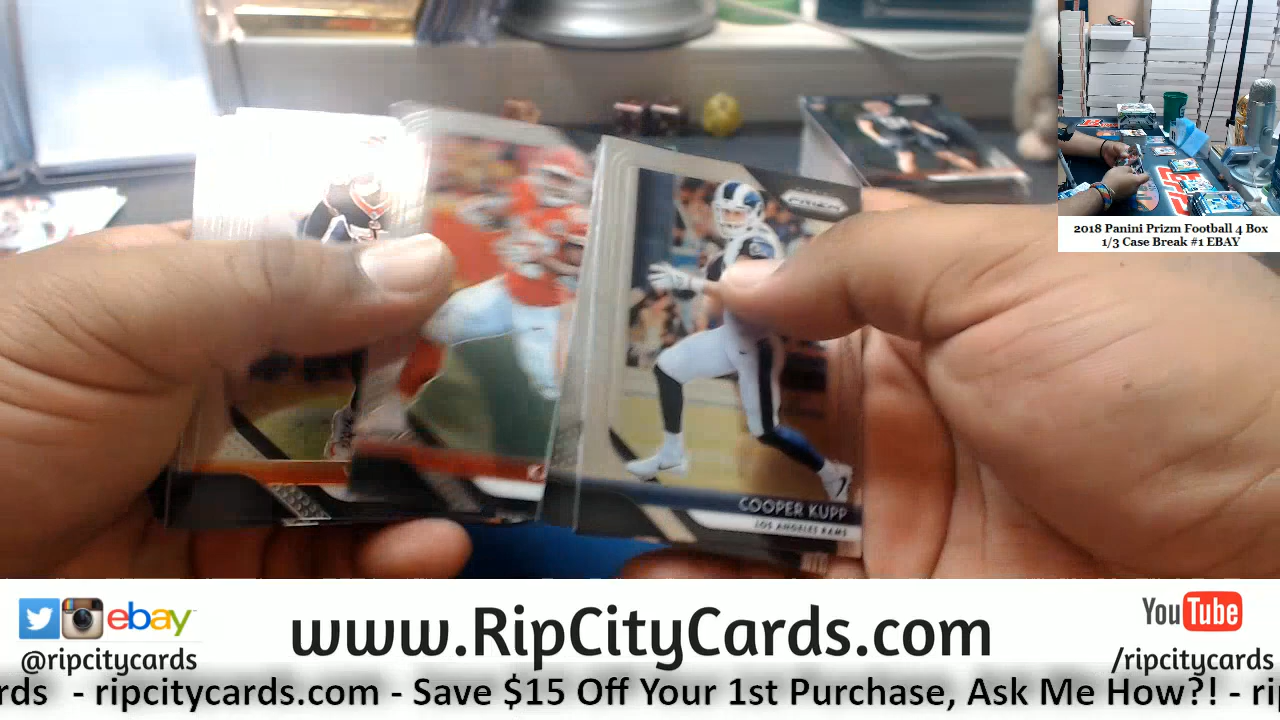 PRIZM
COOPER KUPP
LOS ANGELES RAMS
2018 Panini Prizm Football 4 Box
1/3 Case Break #1 EBAY
ebay
@ripcitycards
www.RipCityCards.com
YouTube
/ripcitycards
rds - ripcitycards.com - Save $15 Off Your 1st Purchase, Ask Me How?! - rip